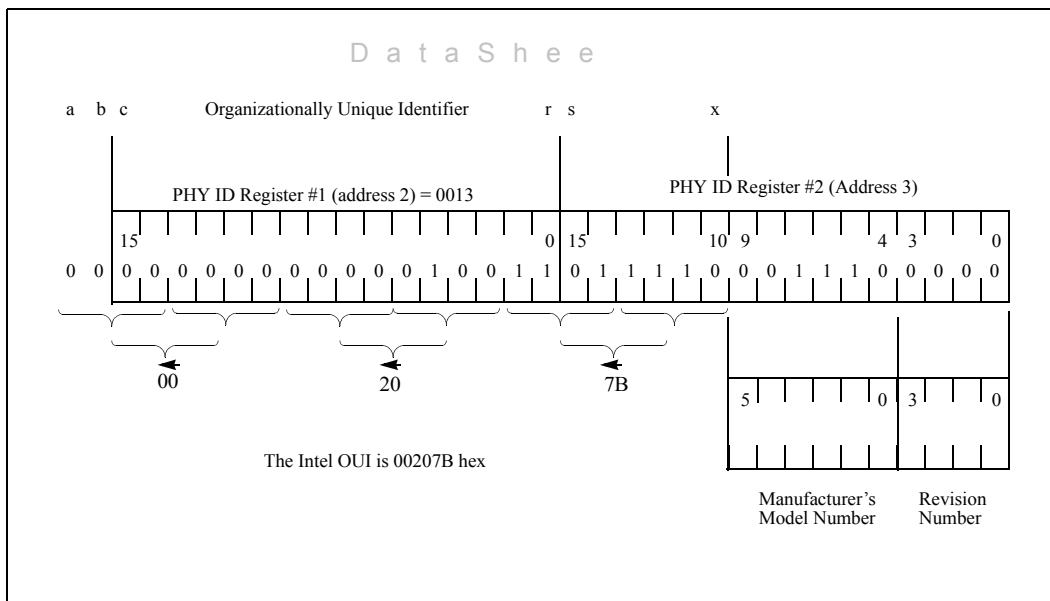 D a t a S h e e
a b c Organizationally Unique Identifier r s x
PHY ID Register #1 (address 2) = 0013 PHY ID Register #2 (Address 3)
15 0 15 10 9 4 3 0
0 0 0 0 0 0 0 0 0 0 0 0 0 1 0 0 1 1 0 1 1 1 1 0 0 0 1 1 1 0 0 0 0 0
00 20 7B
5 0 3 0
The Intel OUI is 00207B hex
Manufacturer's Revision
Model Number Number